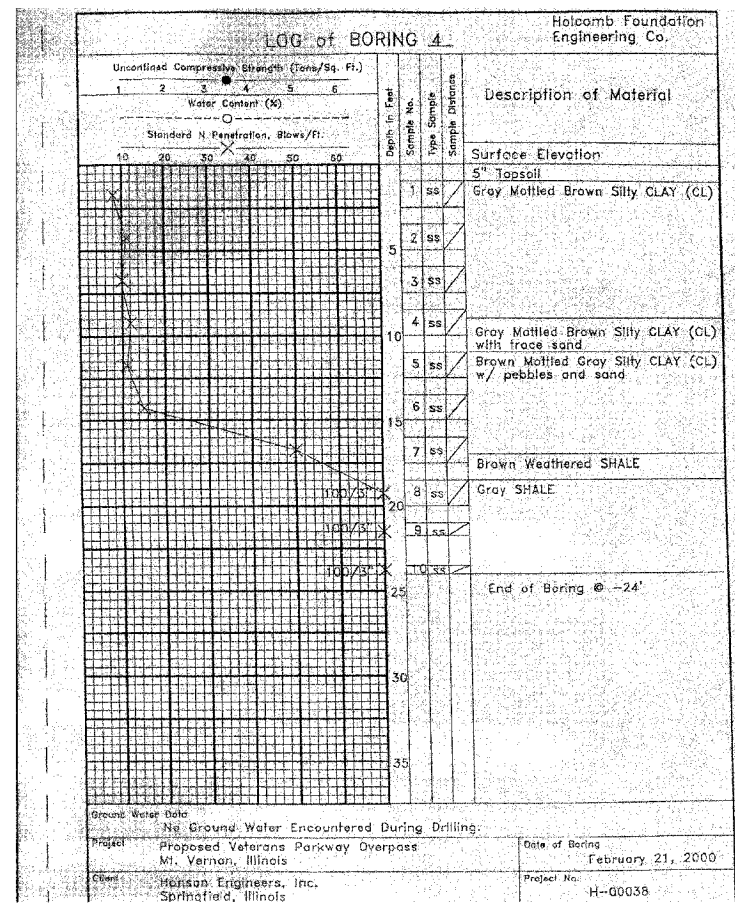 Holcomb Foundation
Engineering Co.
LOG of BORING 4
Unconfined Compressive Strength (Tons/Sq. Ft.)
1 2 3 4 5 6
Water Content (%)
Standard N Penetration, Blows/Ft.
10 20 30 40 50 60
Depth in Feet
Sample No.
Type Sample
Sample Distance
Description of Material
Surface Elevation
5" Topsoil
1 ss Gray Mottled Brown Silty CLAY (CL)
2 ss
5
3 ss
4 ss
10
Gray Mottled Brown Silty CLAY (CL)
with trace sand
5 ss Brown Mottled Gray Silty CLAY (CL)
w/ pebbles and sand
6 ss
15
7 ss
Brown Weathered SHALE
100/3" 8 ss Gray SHALE
20
100/3" 9 ss
100/3" 10 ss
End of Boring @ -24'
25
30
35
Ground Water Data
No Ground Water Encountered During Drilling.
Project Proposed Veterans Parkway Overpass
Mt. Vernon, Illinois
Date of Boring
February 21, 2000
Client Hanson Engineers, Inc.
Springfield, Illinois
Project No.
H-00038